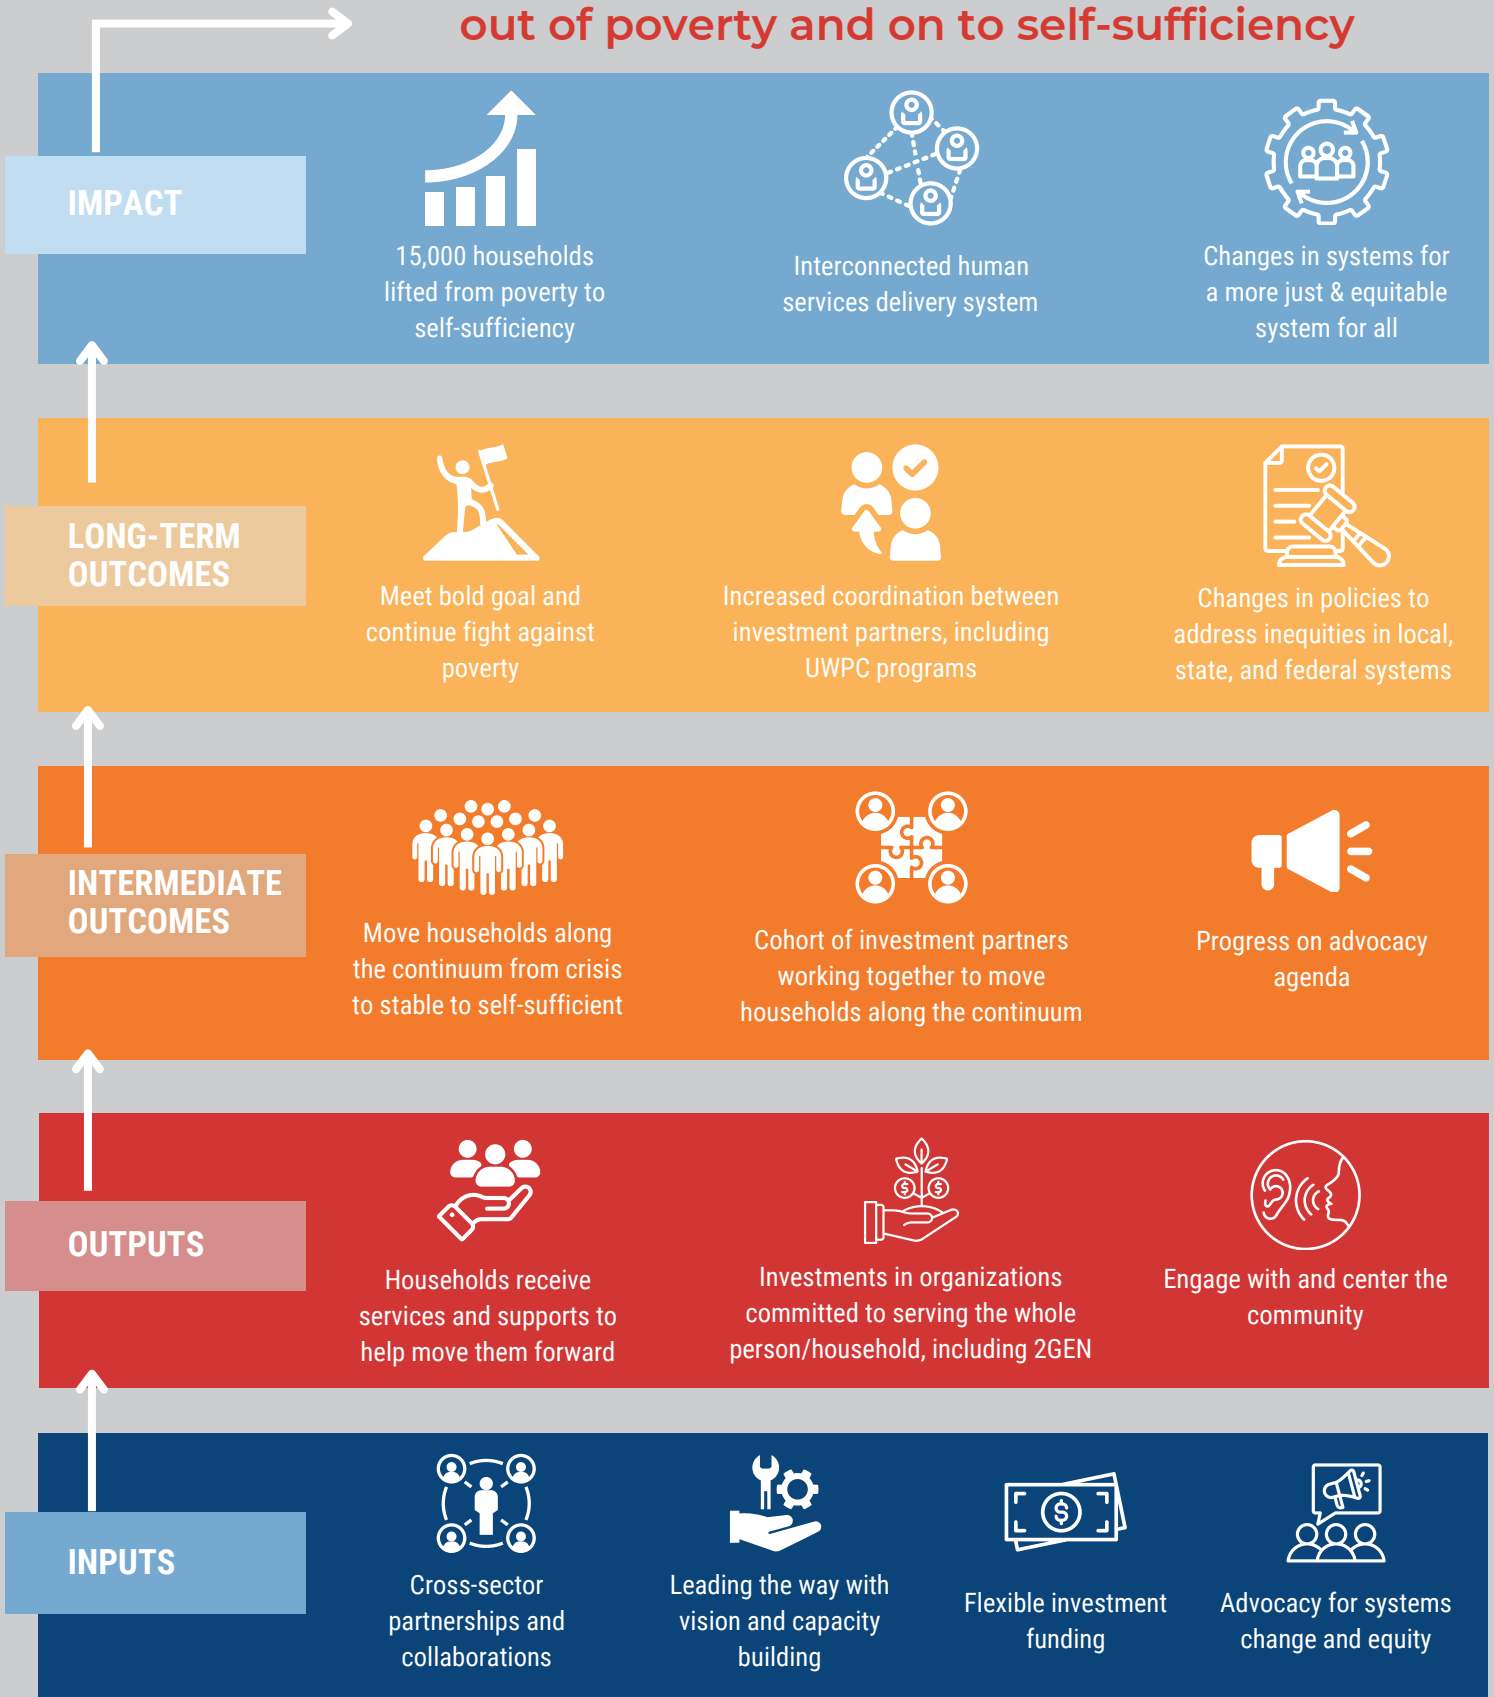 out of poverty and on to self-sufficiency
IMPACT
15,000 households
lifted from poverty to
self-sufficiency
Interconnected human
services delivery system
Changes in systems for
a more just & equitable
system for all
LONG-TERM
OUTCOMES
Meet bold goal and
continue fight against
poverty
Increased coordination between
investment partners, including
UWPC programs
Changes in policies to
address inequities in local,
state, and federal systems
INTERMEDIATE
OUTCOMES
Move households along
the continuum from crisis
to stable to self-sufficient
Cohort of investment partners
working together to move
households along the continuum
Progress on advocacy
agenda
OUTPUTS
Households receive
services and supports to
help move them forward
Investments in organizations
committed to serving the whole
person/household, including 2GEN
Engage with and center the
community
INPUTS
Cross-sector
partnerships and
collaborations
Leading the way with
vision and capacity
building
Flexible investment
funding
Advocacy for systems
change and equity